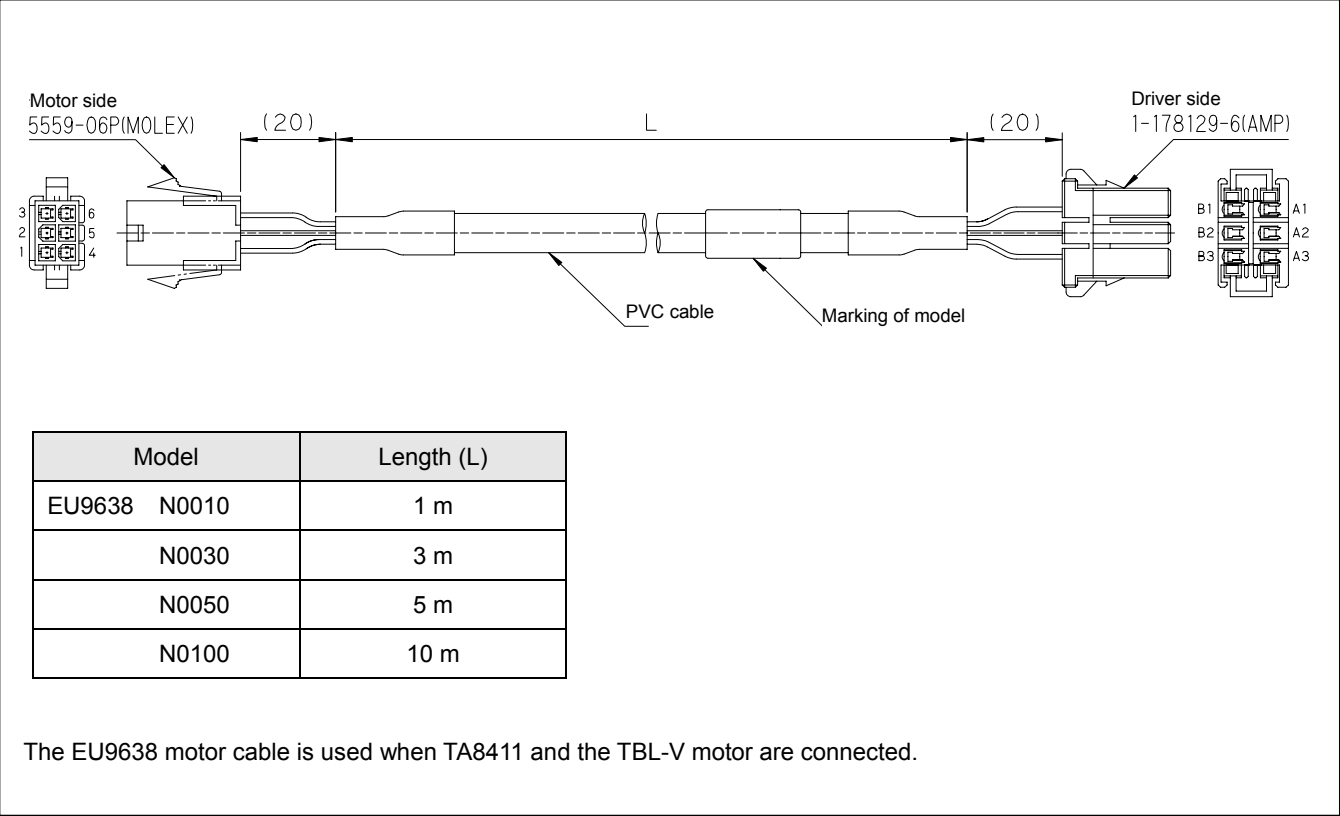 Motor side
5559-06P(MOLEX)
(20)
L
(20)
Driver side
1-178129-6(AMP)
3 6
2 5
1 4
B1 A1
B2 A2
B3 A3
PVC cable
Marking of model
Model Length (L)
EU9638 N0010 1 m
N0030 3 m
N0050 5 m
N0100 10 m
The EU9638 motor cable is used when TA8411 and the TBL-V motor are connected.